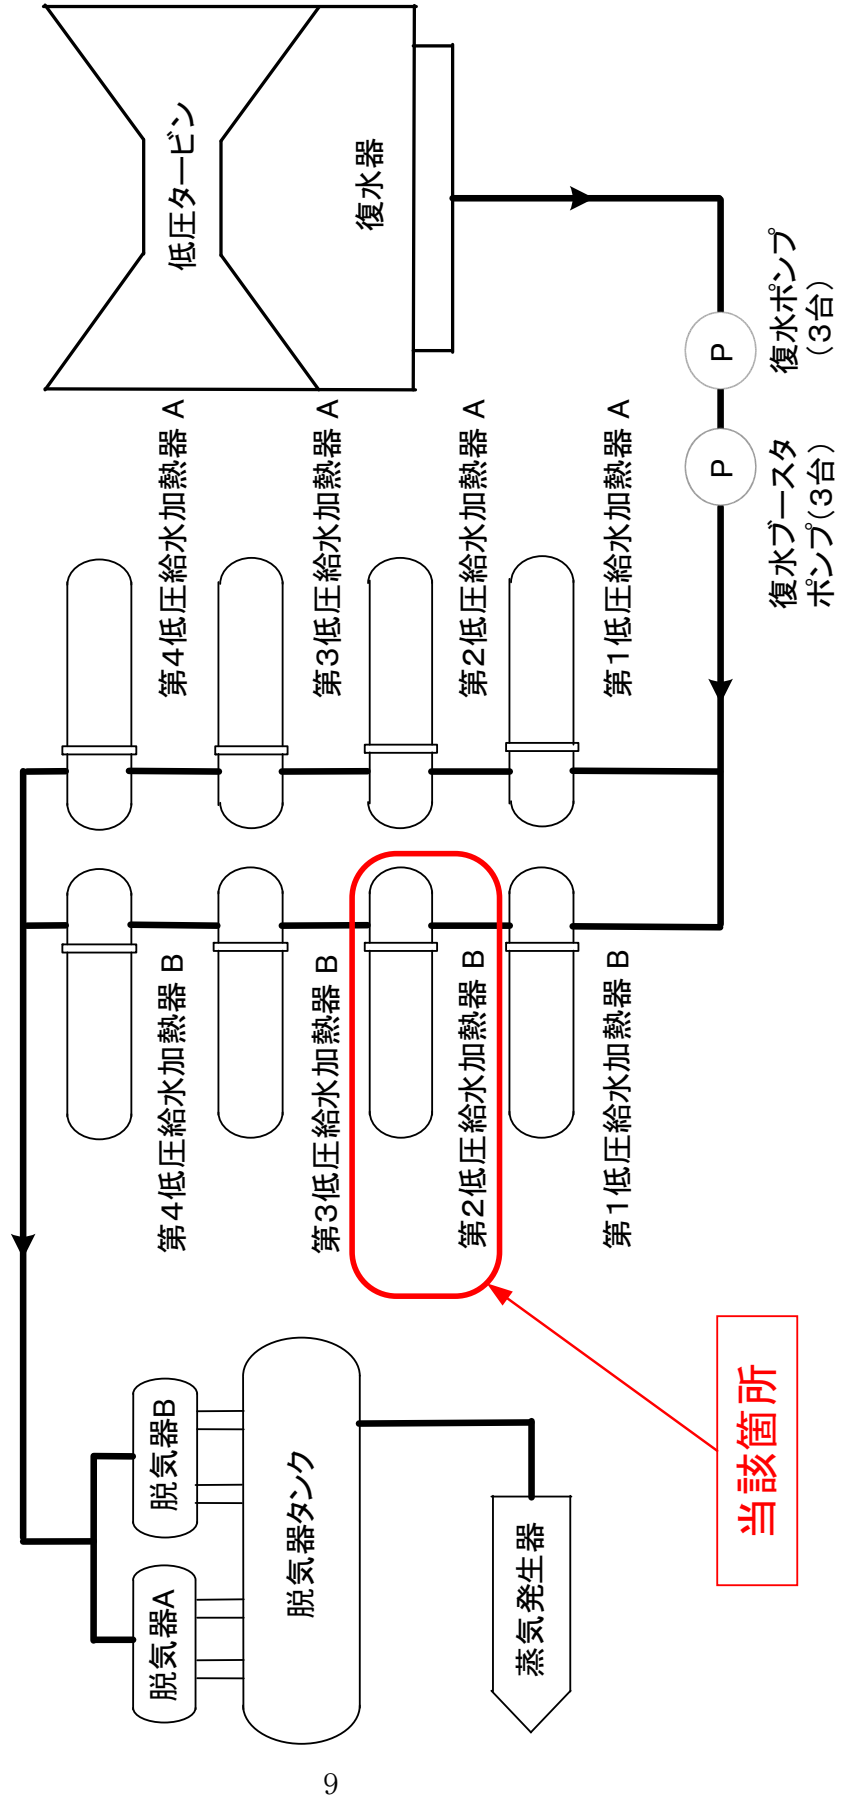 低圧タービン
復水器
P
復水ポンプ
(３台)
P
復水ブースタ
ポンプ(３台)
第４低圧給水加熱器 A
第３低圧給水加熱器 A
第２低圧給水加熱器 A
第１低圧給水加熱器 A
第４低圧給水加熱器 B
第３低圧給水加熱器 B
第２低圧給水加熱器 B
第１低圧給水加熱器 B
脱気器B
脱気器A
脱気器タンク
蒸気発生器
当該箇所
9